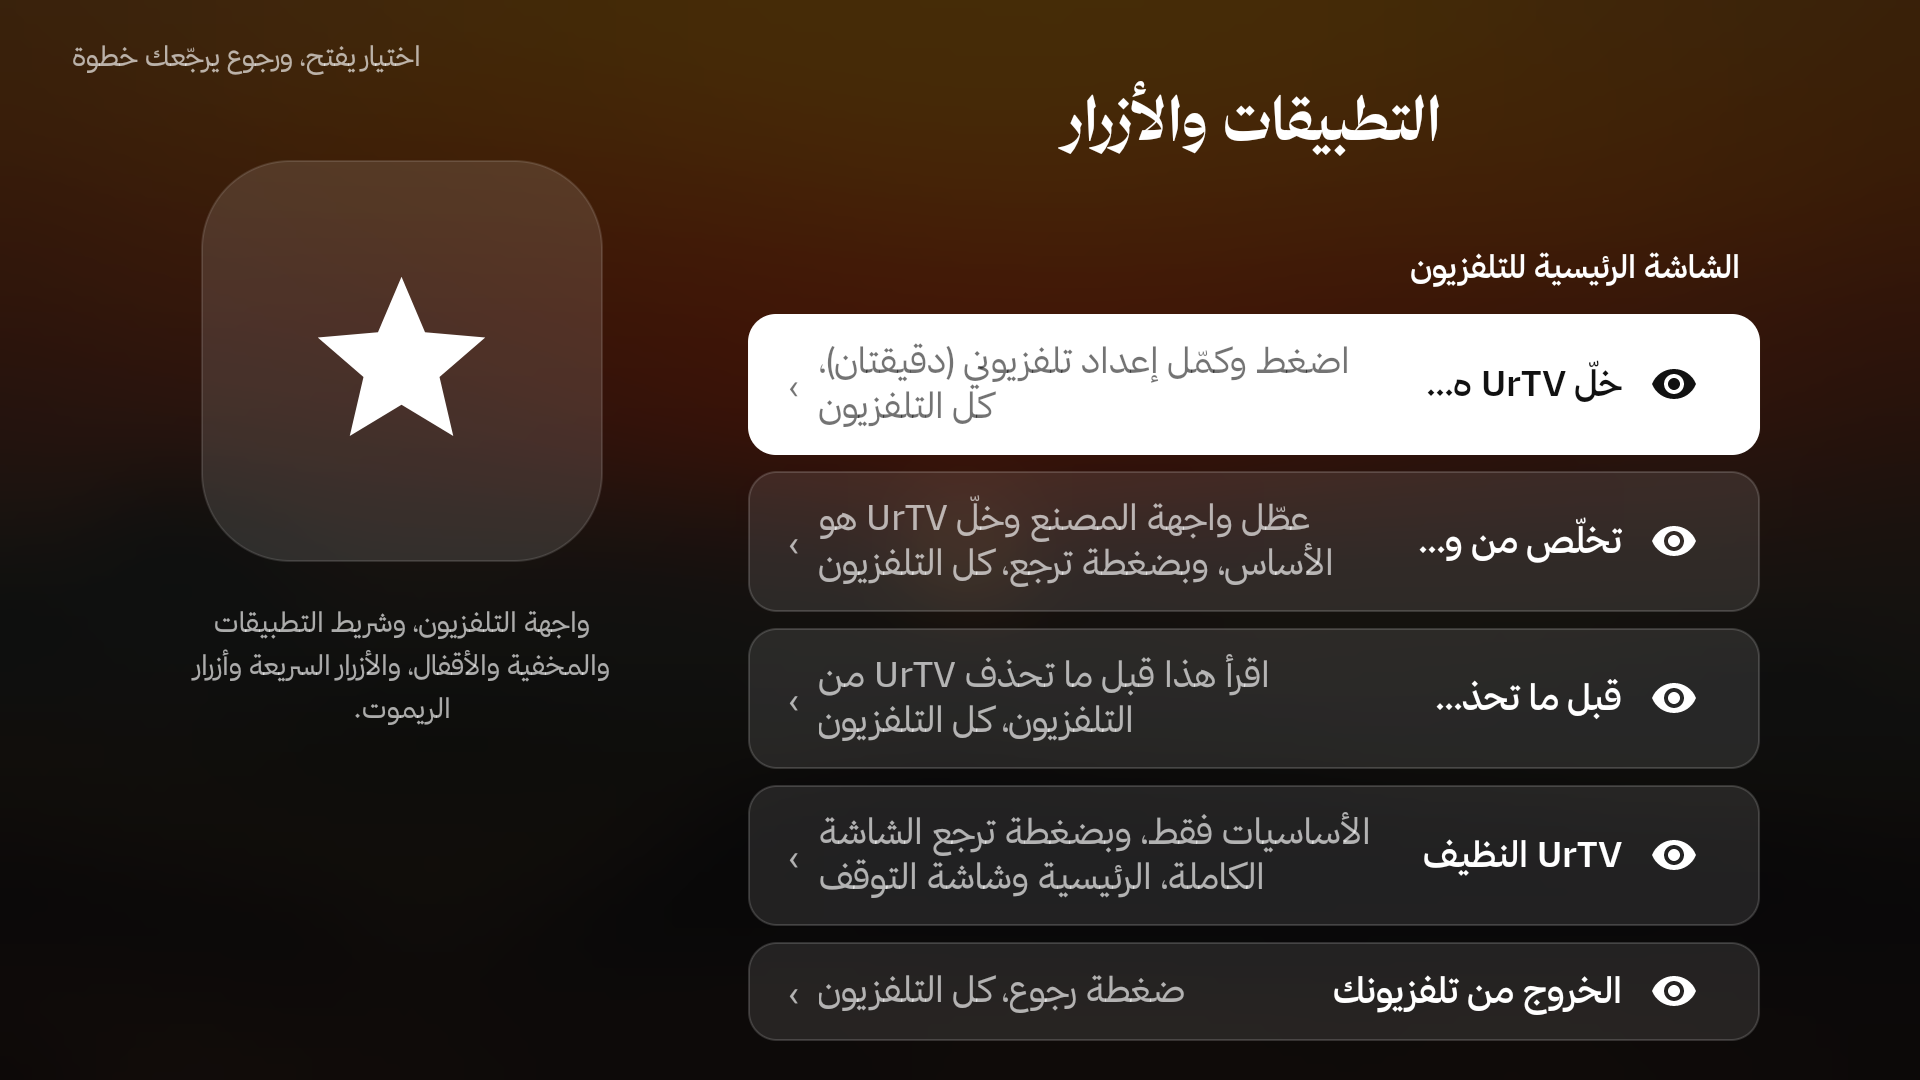 اختيار يفتح، ورجوع يرجّعك خطوة
التطبيقات والأزرار
الشاشة الرئيسية للتلفزيون
خلّ UrTV ه...
اضغط وكمّل إعداد تلفزيوني (دقيقتان)،
كل التلفزيون
تخلّص من و...
عطّل واجهة المصنع وخلّ UrTV هو
الأساس، وبضغطة ترجع، كل التلفزيون
قبل ما تحذ...
اقرأ هذا قبل ما تحذف UrTV من
التلفزيون، كل التلفزيون
UrTV النظيف
الأساسيات فقط، وبضغطة ترجع الشاشة
الكاملة، الرئيسية وشاشة التوقف
الخروج من تلفزيونك
ضغطة رجوع، كل التلفزيون
واجهة التلفزيون، وشريط التطبيقات
والمخفية والأقفال، والأزرار السريعة وأزرار
الريموت.